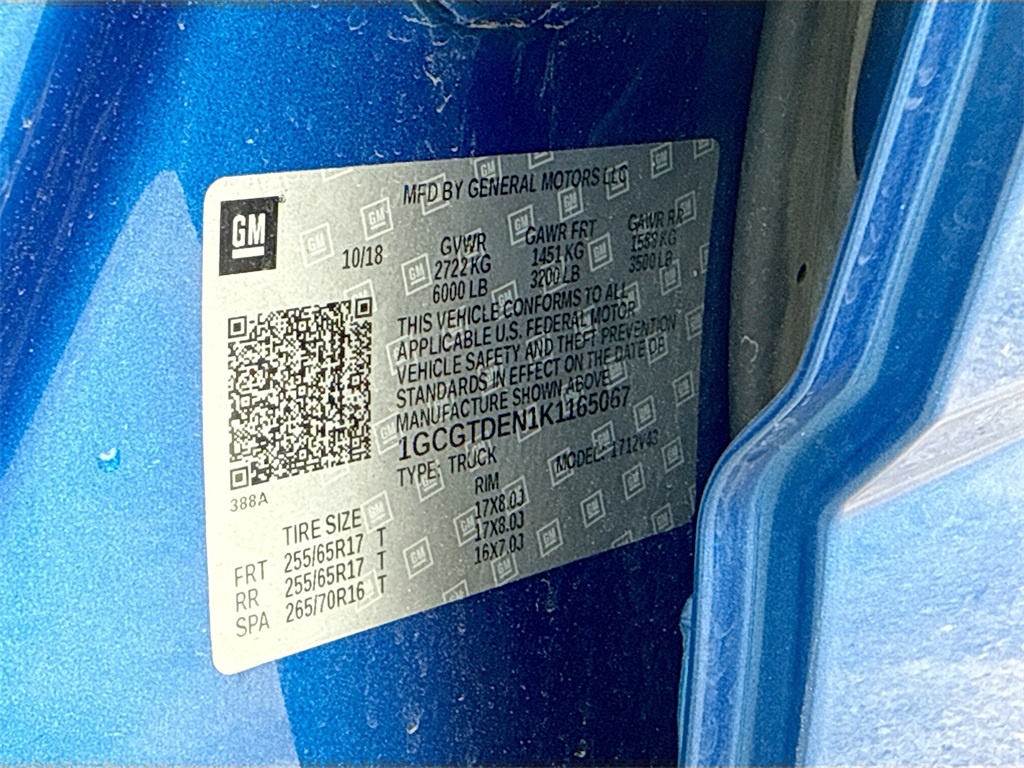 MFD BY GENERAL MOTORS LLC
GM
10/18
GVWR
2722 KG
6000 LB
GAWR FRT
1451 KG
3200 LB
GAWR RR
1588 KG
3500 LB
THIS VEHICLE CONFORMS TO ALL
APPLICABLE U.S. FEDERAL MOTOR
VEHICLE SAFETY AND THEFT PREVENTION
STANDARDS IN EFFECT ON THE DATE OF
MANUFACTURE SHOWN ABOVE
1GCGTDEN1K1165067
TYPE: TRUCK MODEL: 1712V43
388A
TIRE SIZE RIM
FRT 255/65R17 T 17X8.0J
RR 255/65R17 T 17X8.0J
SPA 265/70R16 T 16X7.0J